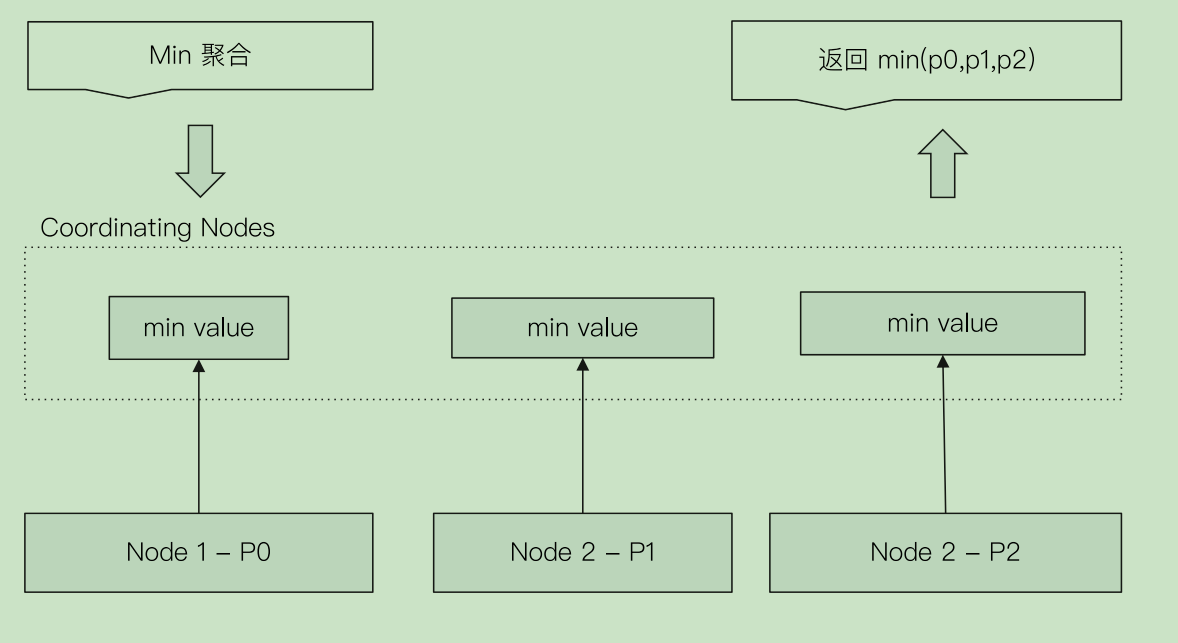 Min 聚合
返回 min(p0,p1,p2)
Coordinating Nodes
min value
min value
min value
Node 1 – P0
Node 2 – P1
Node 2 – P2